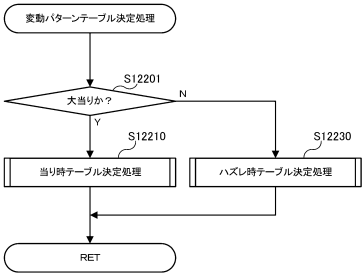 変動パターンテーブル決定処理
S12201
大当りか？
N
Y
S12210
S12230
当り時テーブル決定処理
ハズレ時テーブル決定処理
RET